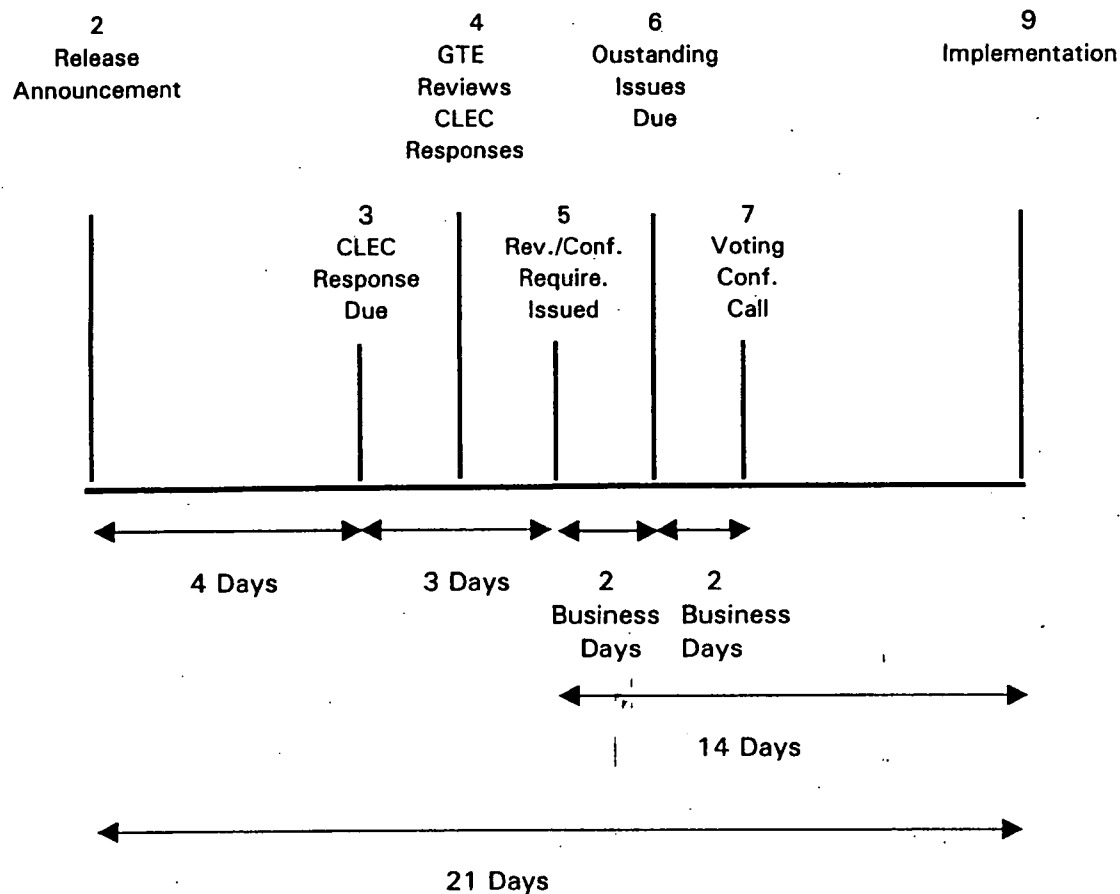 2
Release
Announcement
4
GTE
Reviews
CLEC
Responses
6
Oustanding
Issues
Due
9
Implementation
3
CLEC
Response
Due
5
Rev./Conf.
Require.
Issued
7
Voting
Conf.
Call
4 Days
3 Days
2
Business
Days
2
Business
Days
14 Days
21 Days